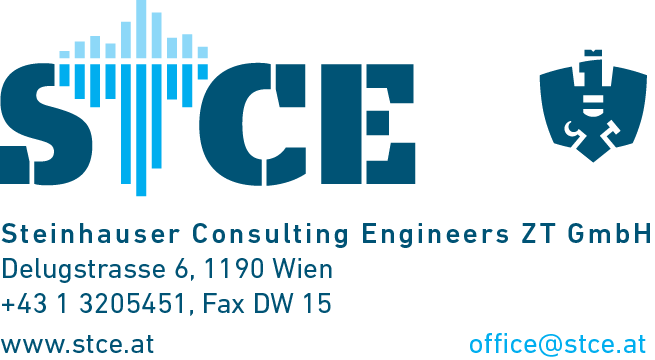 STCE
Steinhauser Consulting Engineers ZT GmbH
Delugstrasse 6, 1190 Wien
+43 1 3205451, Fax DW 15
www.stce.at office@stce.at